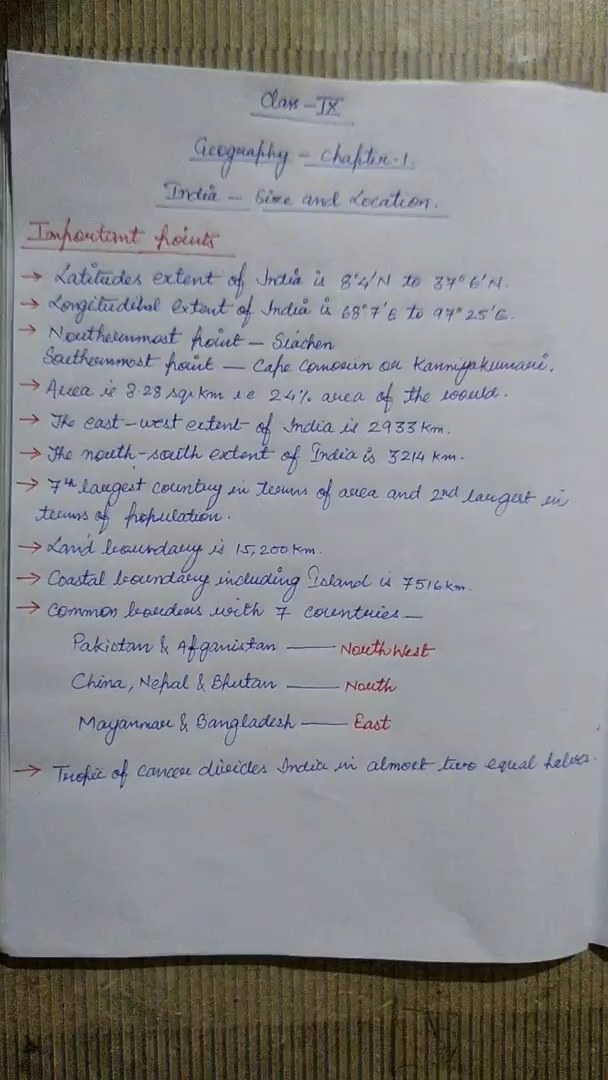 Class - IX
Geography - Chapter-1.
India - Size and Location.
Important points
→ Latitudes extent of India is 8°4'N to 37°6'N.
→ Longitudibal extent of India is 68°7'E to 97°25'E.
→ Northernmost point - Siachen
Southernmost point - Cape Comorin or Kanniyakumari.
→ Area is 3.28 sq.km i.e 2.4% area of the would.
→ The east-west extent of India is 2933 km.
→ The north-south extent of India is 3214 km.
→ 7th largest country in terms of area and 2nd largest in
terms of population.
→ Land boundary is 15,200 km.
→ Coastal boundary including Island is 7516 km.
→ Common borders with 7 countries -
Pakistan & Afganistan — North West
China, Nepal & Bhutan — North
Mayanmar & Bangladesh — East
→ Tropic of cancer divides India in almost two equal halves.